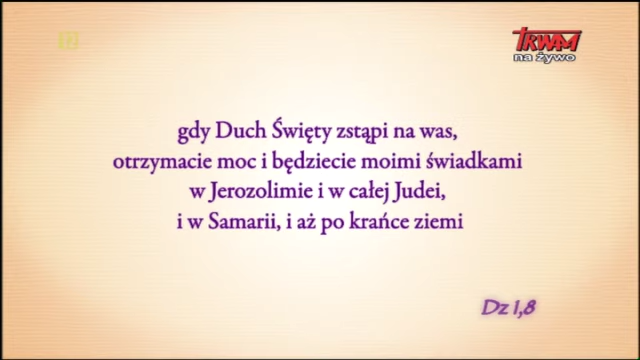 12
TRWAM
na żywo
gdy Duch Święty zstąpi na was,
otrzymacie moc i będziecie moimi świadkami
w Jerozolimie i w całej Judei,
i w Samarii, i aż po krańce ziemi
Dz 1,8